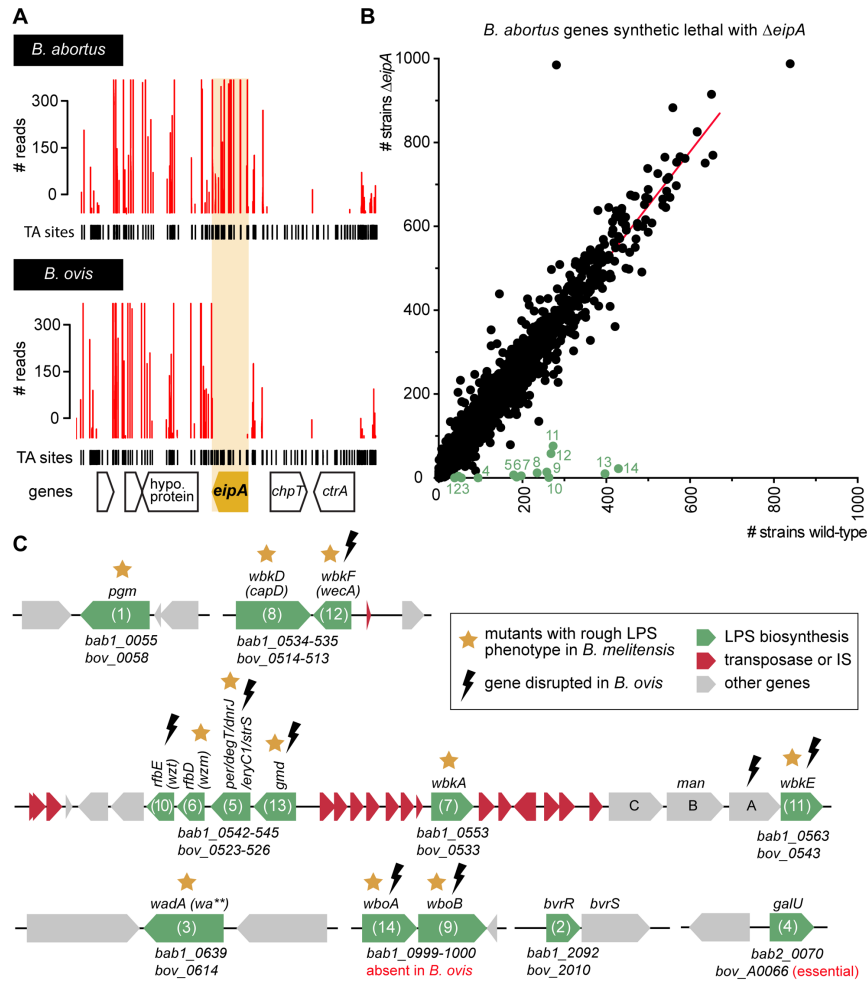 A
B. abortus
# reads
300
150
0
TA sites
B. ovis
# reads
300
150
0
TA sites
genes
hypo.
protein
eipA
chpT
ctrA
B
B. abortus genes synthetic lethal with ΔeipA
# strains ΔeipA
1000
800
600
400
200
0
11
12
13
14
123
4
567
8
9
10
0
200
400
600
800
1000
# strains wild-type
C
pgm
(1)
bab1_0055
bov_0058
wbkD
(capD)
wbkF
(wecA)
(8)
(12)
bab1_0534-535
bov_0514-513
mutants with rough LPS
phenotype in B. melitensis
gene disrupted in B. ovis
LPS biosynthesis
transposase or IS
other genes
rfbE
(wzt)
rfbD
(wzm)
per/degT/dnrJ
/eryC1/strS
gmd
(10)
(6)
(5)
(13)
bab1_0542-545
bov_0523-526
wbkA
(7)
bab1_0553
bov_0533
C
man
B
A
wbkE
(11)
bab1_0563
bov_0543
wadA (wa**)
(3)
bab1_0639
bov_0614
wboA
wboB
(14)
(9)
bab1_0999-1000
absent in B. ovis
bvrR
bvrS
(2)
bab1_2092
bov_2010
galU
(4)
bab2_0070
bov_A0066 (essential)